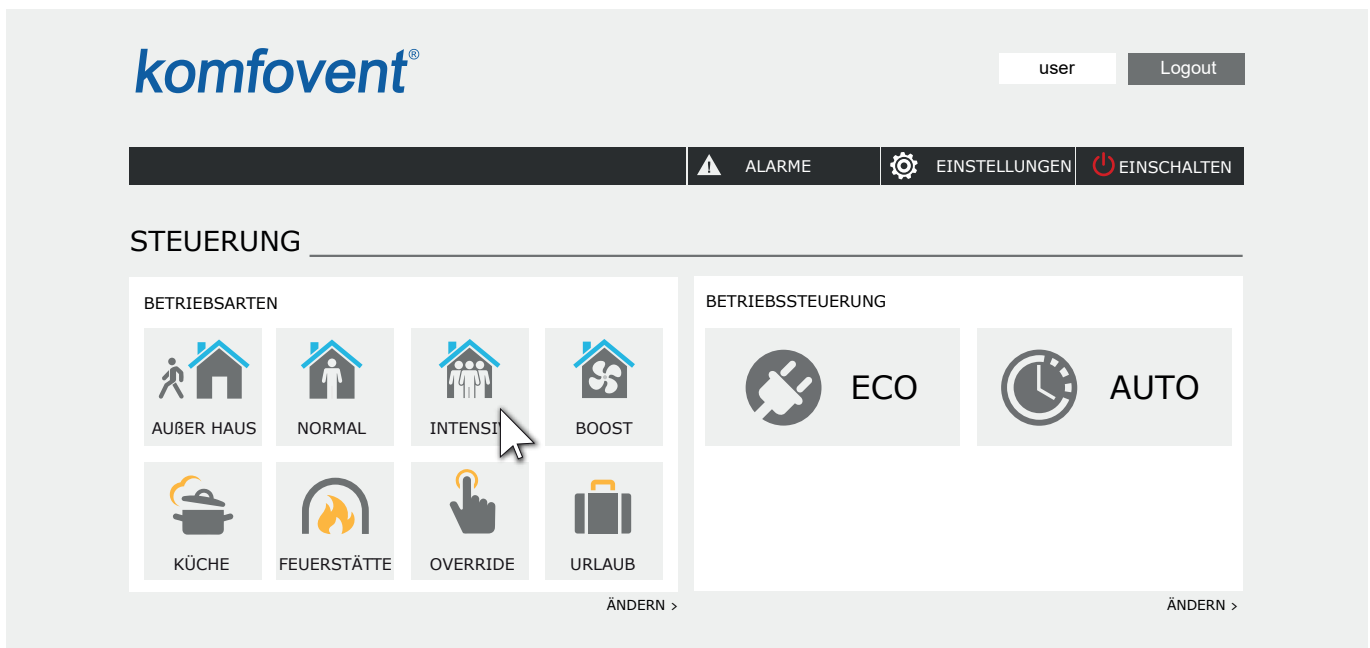 komfovent®
user
Logout
ALARME
EINSTELLUNGEN
EINSCHALTEN
STEUERUNG
BETRIEBSARTEN
AUßER HAUS
NORMAL
INTENSIV
BOOST
KÜCHE
FEUERSTÄTTE
OVERRIDE
URLAUB
ÄNDERN >
BETRIEBSSTEUERUNG
ECO
AUTO
ÄNDERN >